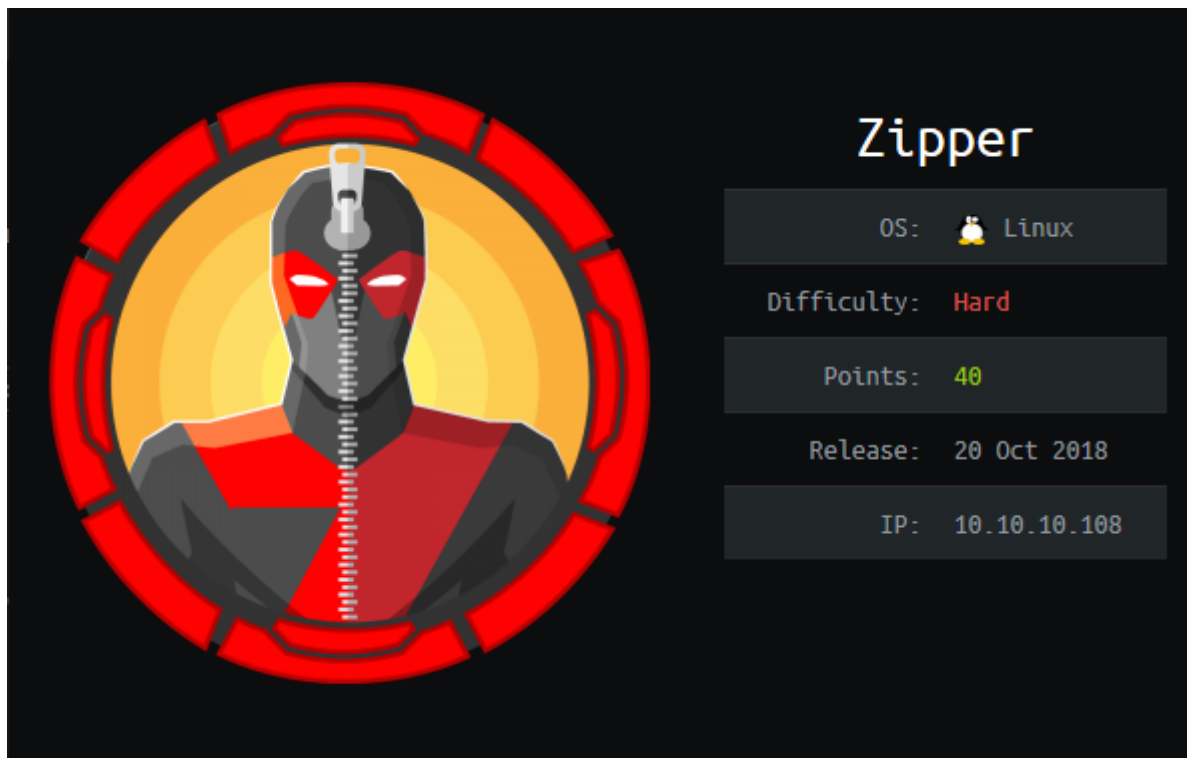 Zipper
OS: Linux
Difficulty: Hard
Points: 40
Release: 20 Oct 2018
IP: 10.10.10.108